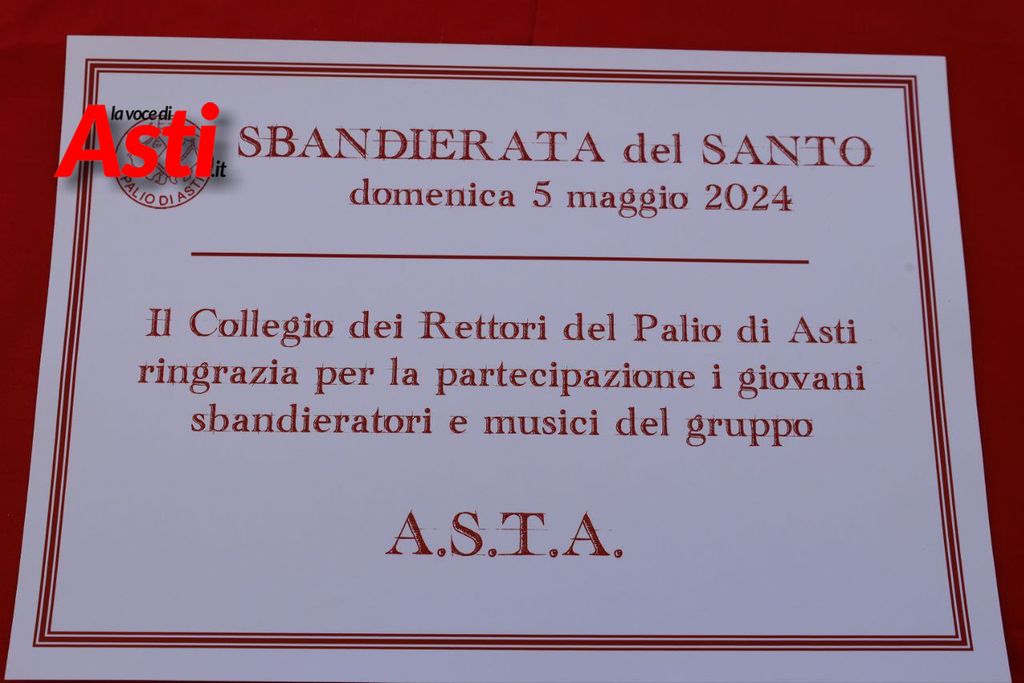 la voce di
Asti
.it
PALIO DI ASTI
SBANDIERATA del SANTO
domenica 5 maggio 2024
Il Collegio dei Rettori del Palio di Asti
ringrazia per la partecipazione i giovani
sbandieratori e musici del gruppo
A.S.T.A.